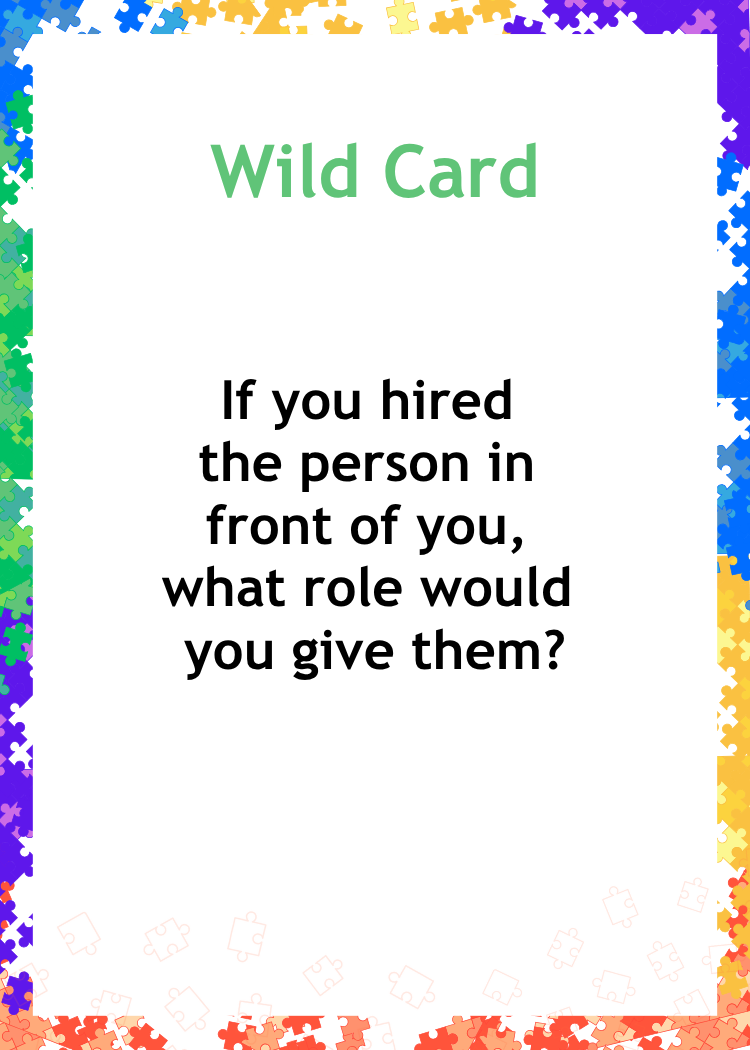 Wild Card
If you hired
the person in
front of you,
what role would
you give them?